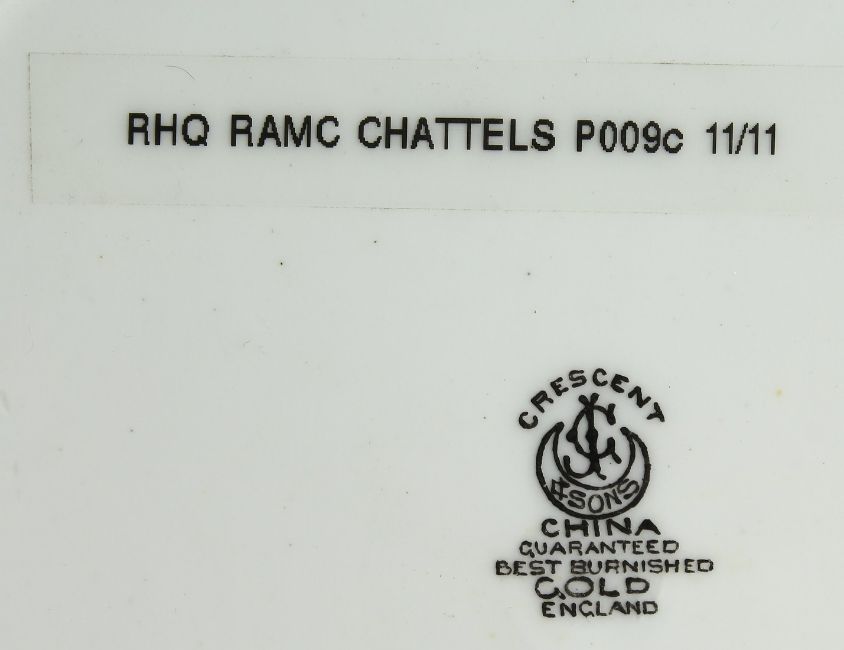 RHQ RAMC CHATTELS P009c 11/11
CRESCENT
& SONS
CHINA
GUARANTEED
BEST BURNISHED
GOLD
ENGLAND